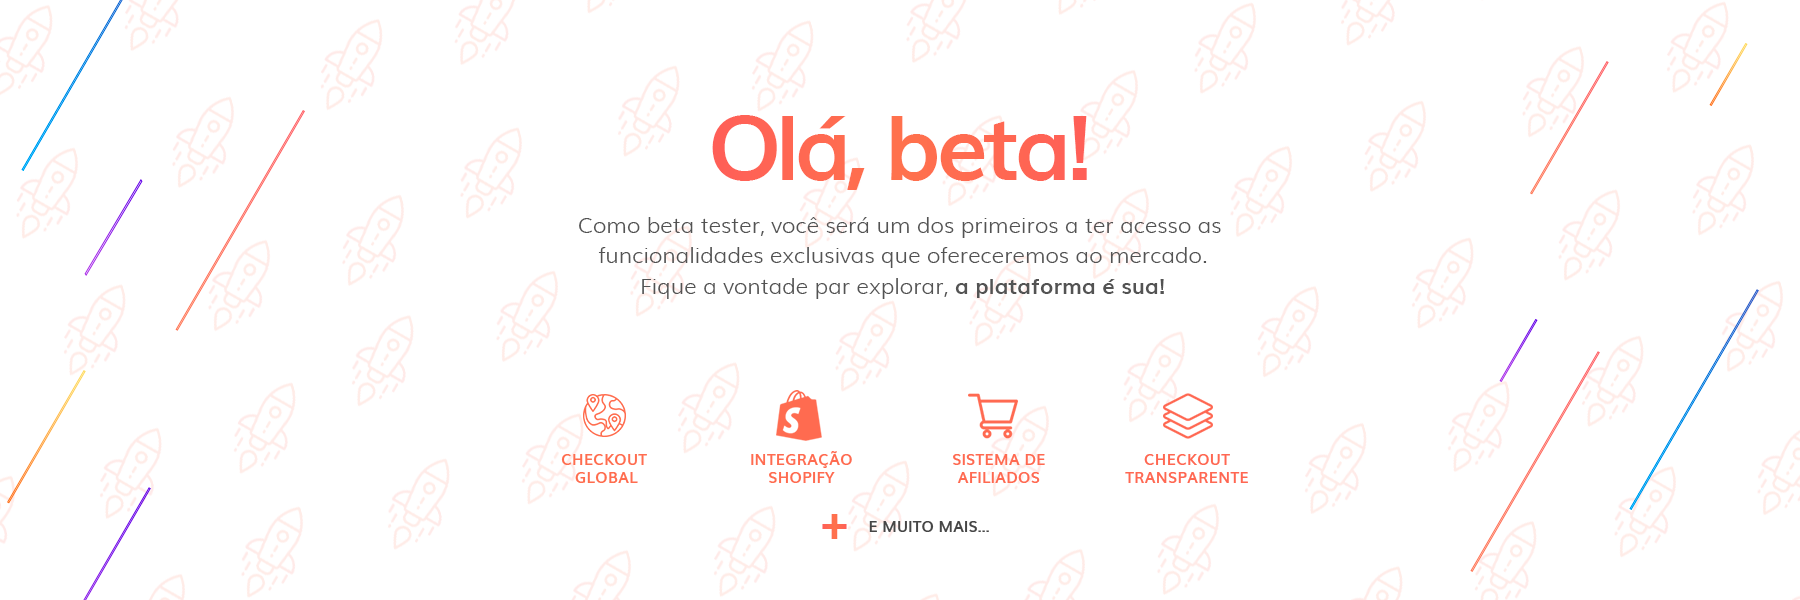 Olá, beta!
Como beta tester, você será um dos primeiros a ter acesso as
funcionalidades exclusivas que ofereceremos ao mercado.
Fique a vontade par explorar, a plataforma é sua!
CHECKOUT
GLOBAL
INTEGRAÇÃO
SHOPIFY
SISTEMA DE
AFILIADOS
CHECKOUT
TRANSPARENTE
+ E MUITO MAIS...